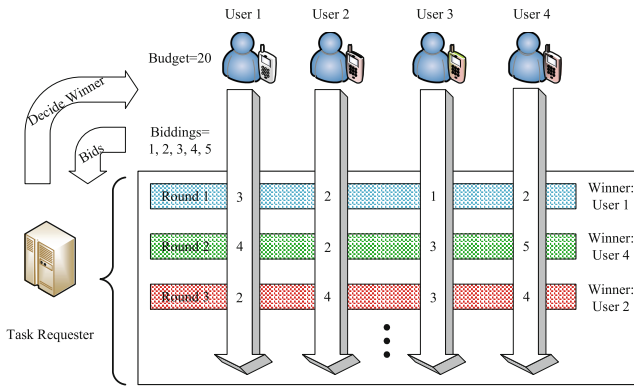 User 1 User 2 User 3 User 4
Budget=20
Decide Winner
Biddings=
1, 2, 3, 4, 5
Bids
Round 1 3 2 1 2 Winner:
User 1
Round 2 4 2 3 5 Winner:
User 4
Round 3 2 4 3 4 Winner:
User 2
Task Requester